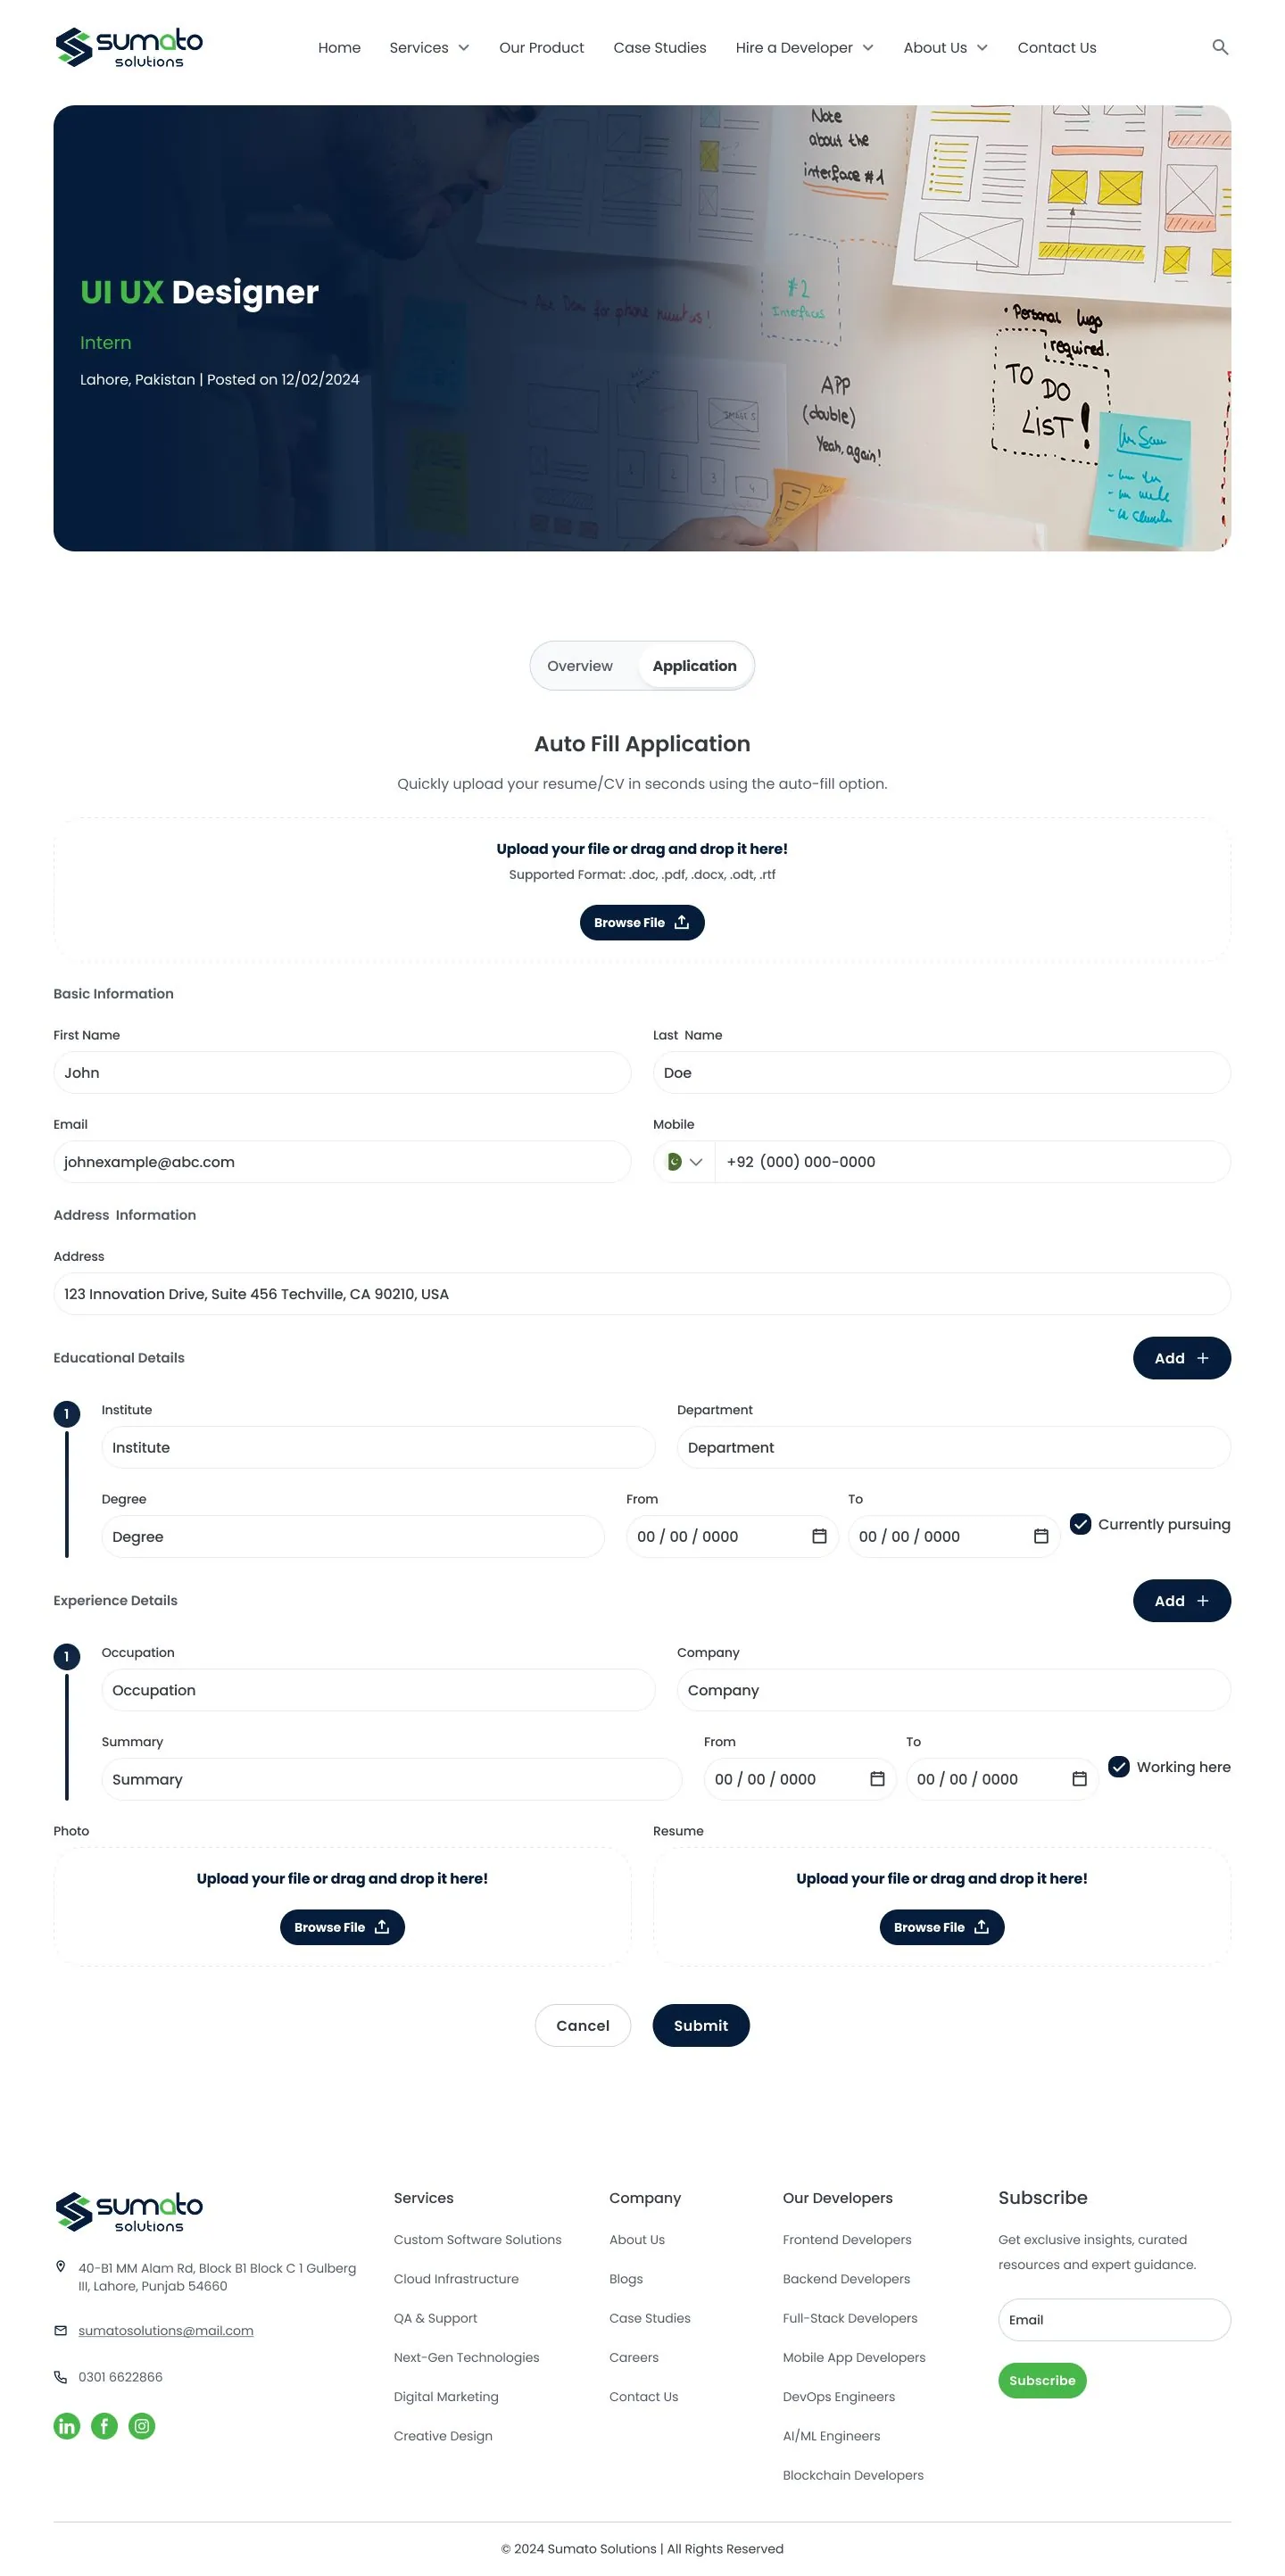 sumato
solutions
Home
Services
Our Product
Case Studies
Hire a Developer
About Us
Contact Us
Note
about the
interface #1
#2
Interfaces
Personal logo
required.
TO DO
LIST!
APP
(double)
Yeah, again!
UI UX Designer
Intern
Lahore, Pakistan | Posted on 12/02/2024
Overview
Application
Auto Fill Application
Quickly upload your resume/CV in seconds using the auto-fill option.
Upload your file or drag and drop it here!
Supported Format: .doc, .pdf, .docx, .odt, .rtf
Browse File
Basic Information
First Name
Last Name
John
Doe
Email
Mobile
johnexample@abc.com
+92 (000) 000-0000
Address Information
Address
123 Innovation Drive, Suite 456 Techville, CA 90210, USA
Educational Details
Add +
1
Institute
Department
Institute
Department
Degree
From
To
Degree
00 / 00 / 0000
00 / 00 / 0000
Currently pursuing
Experience Details
Add +
1
Occupation
Company
Occupation
Company
Summary
From
To
Summary
00 / 00 / 0000
00 / 00 / 0000
Working here
Photo
Resume
Upload your file or drag and drop it here!
Upload your file or drag and drop it here!
Browse File
Browse File
Cancel
Submit
sumato
solutions
40-B1 MM Alam Rd, Block B1 Block C 1 Gulberg
III, Lahore, Punjab 54660
sumatosolutions@mail.com
0301 6622866
Services
Custom Software Solutions
Cloud Infrastructure
QA & Support
Next-Gen Technologies
Digital Marketing
Creative Design
Company
About Us
Blogs
Case Studies
Careers
Contact Us
Our Developers
Frontend Developers
Backend Developers
Full-Stack Developers
Mobile App Developers
DevOps Engineers
AI/ML Engineers
Blockchain Developers
Subscribe
Get exclusive insights, curated
resources and expert guidance.
Email
Subscribe
© 2024 Sumato Solutions | All Rights Reserved